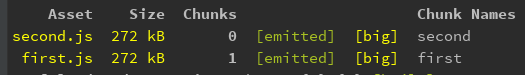 Asset Size Chunks Chunk Names
second.js 272 kB 0 [emitted] [big] second
first.js 272 kB 1 [emitted] [big] first